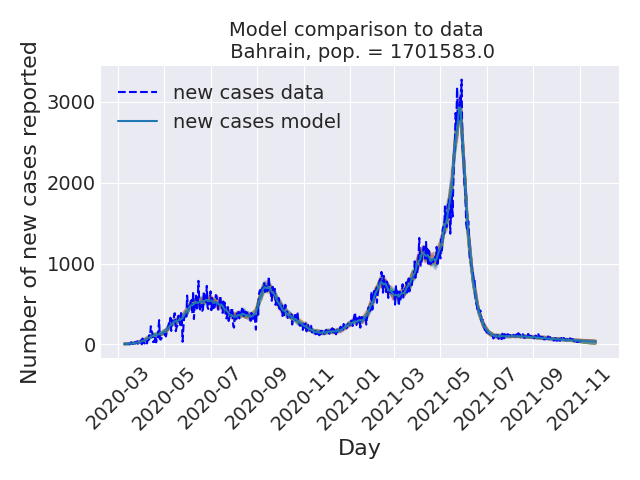 Model comparison to data
Bahrain, pop. = 1701583.0
Number of new cases reported
3000
2000
1000
0
new cases data
new cases model
2020-03
2020-05
2020-07
2020-09
2020-11
2021-01
2021-03
2021-05
2021-07
2021-09
2021-11
Day